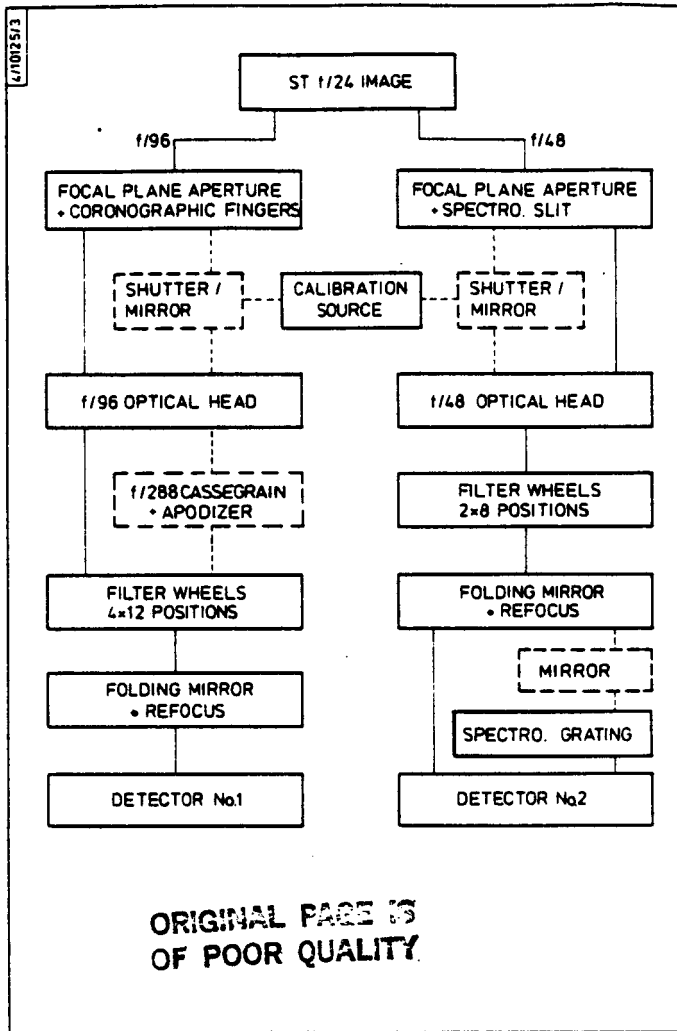 4/10125/3
ST f/24 IMAGE
f/96
f/48
FOCAL PLANE APERTURE
+ CORONOGRAPHIC FINGERS
FOCAL PLANE APERTURE
+ SPECTRO. SLIT
SHUTTER /
MIRROR
CALIBRATION
SOURCE
SHUTTER /
MIRROR
f/96 OPTICAL HEAD
f/48 OPTICAL HEAD
f/288 CASSEGRAIN
+ APODIZER
FILTER WHEELS
2×8 POSITIONS
FILTER WHEELS
4×12 POSITIONS
FOLDING MIRROR
+ REFOCUS
MIRROR
FOLDING MIRROR
+ REFOCUS
SPECTRO. GRATING
DETECTOR No.1
DETECTOR No.2
ORIGINAL PAGE IS
OF POOR QUALITY